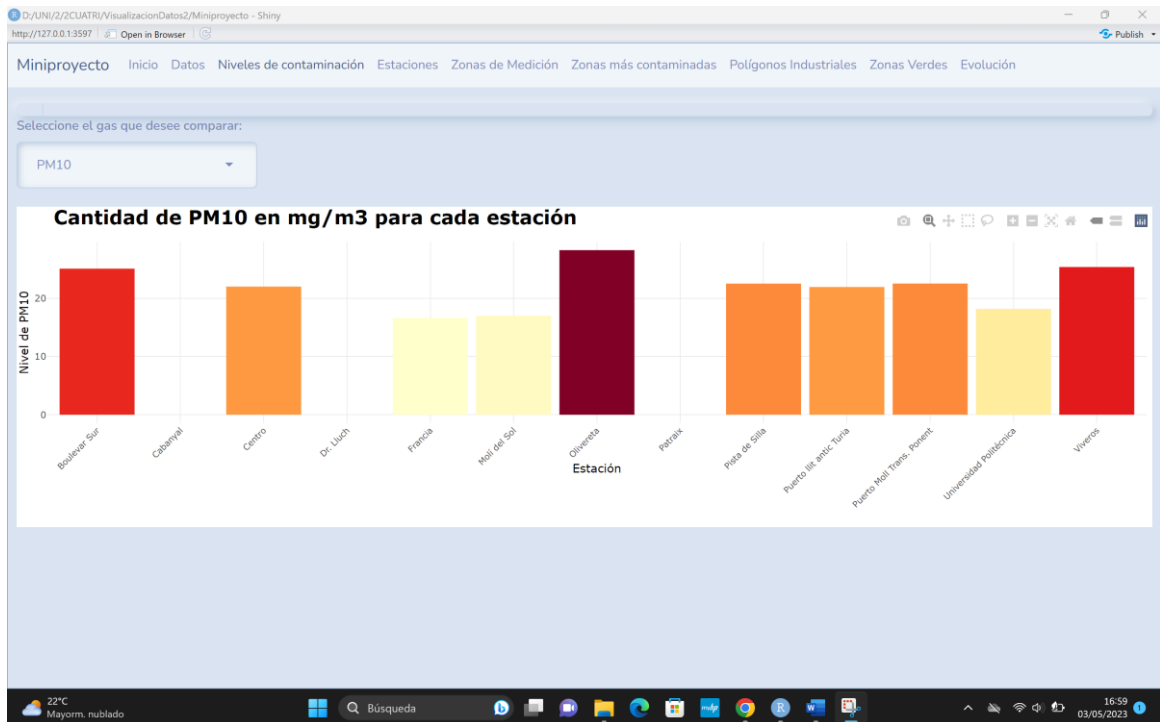 D:/UNI/2/2CUATRI/VisualizacionDatos2/Miniproyecto - Shiny
http://127.0.0.1:3597 Open in Browser Publish
Miniproyecto Inicio Datos Niveles de contaminación Estaciones Zonas de Medición Zonas más contaminadas Polígonos Industriales Zonas Verdes Evolución
Seleccione el gas que desee comparar:
PM10
Cantidad de PM10 en mg/m3 para cada estación
Nivel de PM10
20
10
0
Boulevar Sur
Cabanyal
Centro
Dr. Lluch
Francia
Molí del Sol
Olivereta
Patraix
Pista de Silla
Puerto llit antic Turia
Puerto Moll Trans. Ponent
Universidad Politécnica
Viveros
Estación
22°C
Mayorm. nublado
Búsqueda
16:59
03/05/2023
1